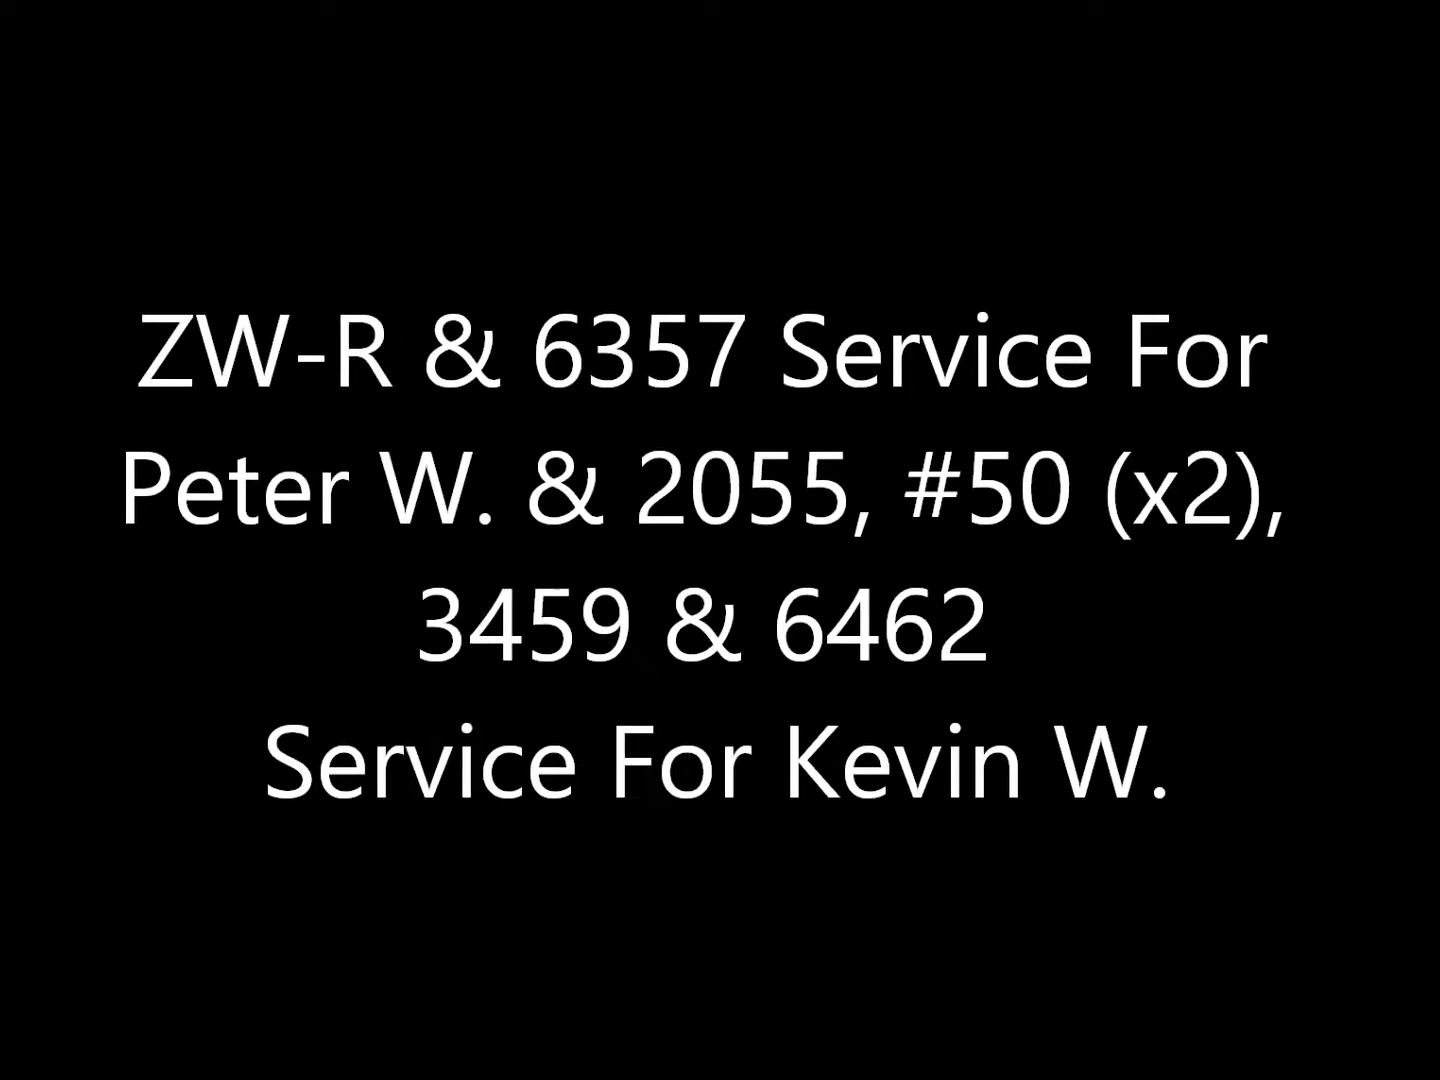 ZW-R & 6357 Service For
Peter W. & 2055, #50 (x2),
3459 & 6462
Service For Kevin W.